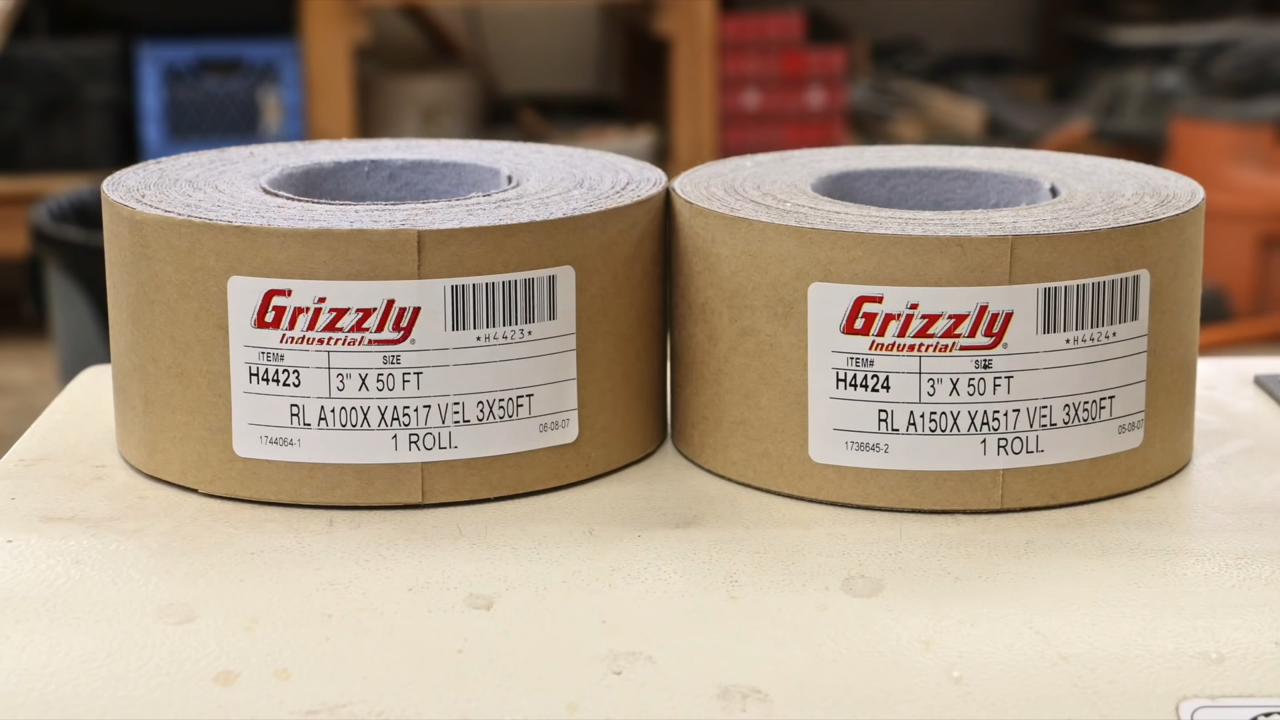 Grizzly
Industrial®
*H4423*
ITEM# SIZE
H4423 3" X 50 FT
RL A100X XA517 VEL 3X50FT
1744064-1 1 ROLL 06-08-07
Grizzly
Industrial®
*H4424*
ITEM# SIZE
H4424 3" X 50 FT
RL A150X XA517 VEL 3X50FT
1736645-2 1 ROLL 06-08-07